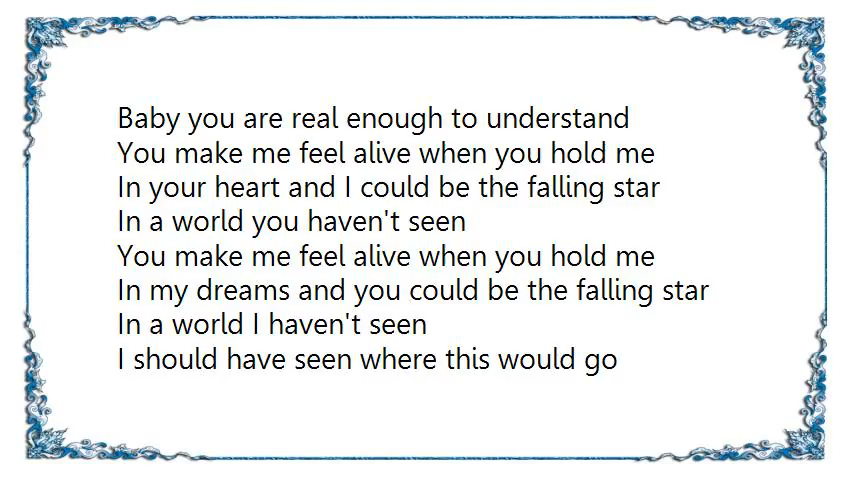 Baby you are real enough to understand
You make me feel alive when you hold me
In your heart and I could be the falling star
In a world you haven't seen
You make me feel alive when you hold me
In my dreams and you could be the falling star
In a world I haven't seen
I should have seen where this would go